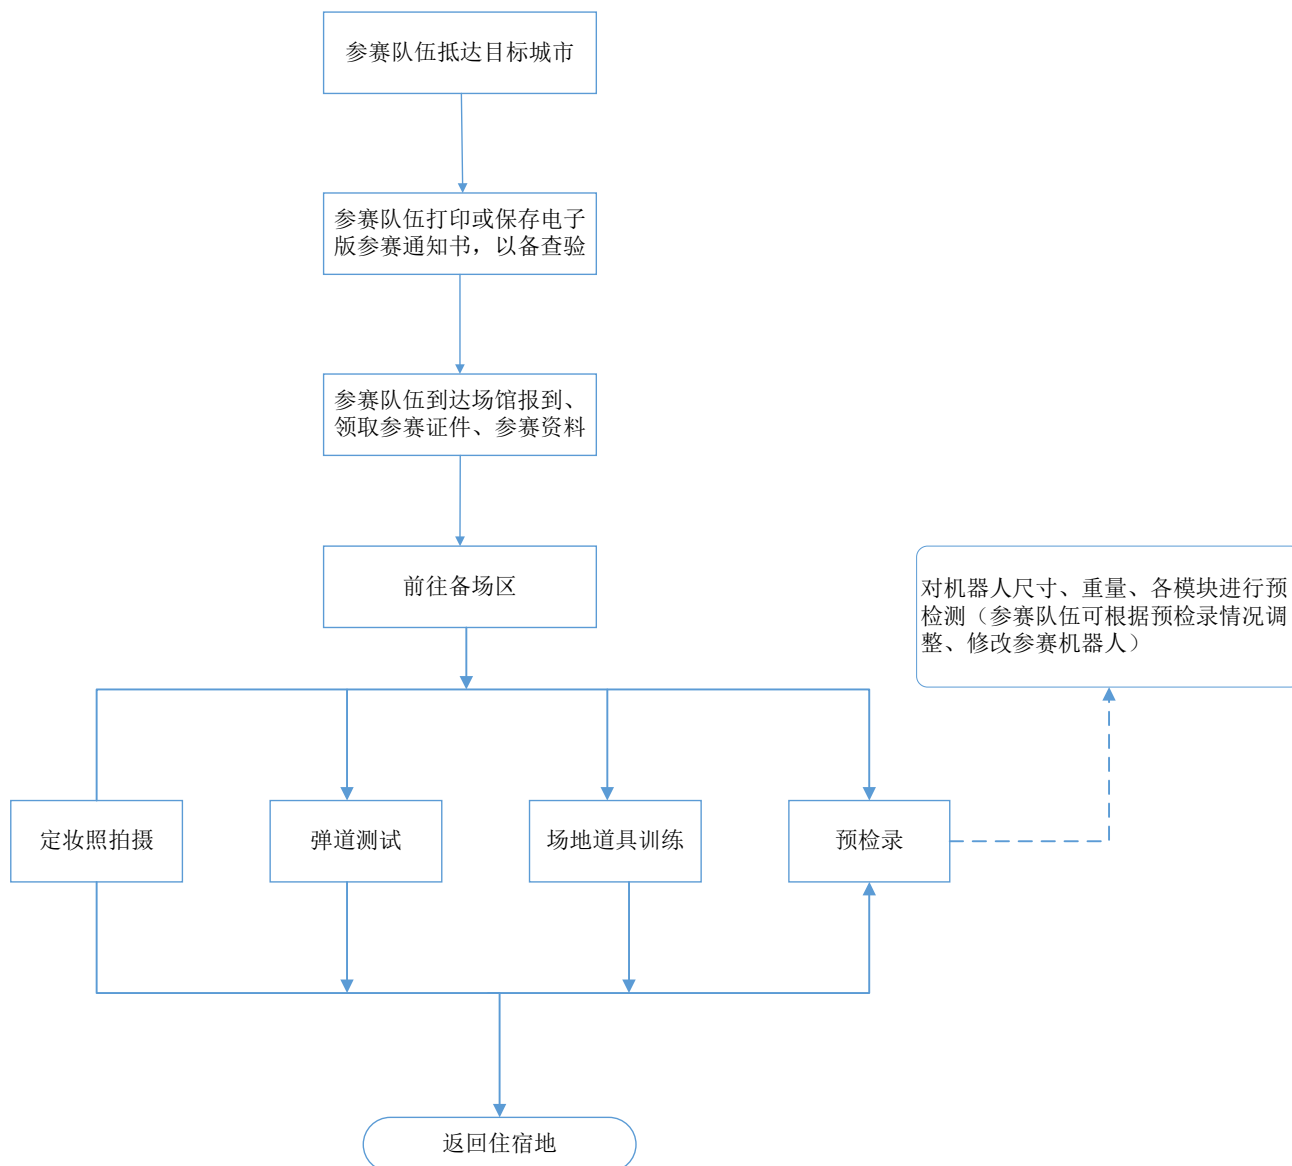 参赛队伍抵达目标城市
参赛队伍打印或保存电子
版参赛通知书，以备查验
参赛队伍到达场馆报到、
领取参赛证件、参赛资料
前往备场区
对机器人尺寸、重量、各模块进行预
检测（参赛队伍可根据预检录情况调
整、修改参赛机器人）
定妆照拍摄
弹道测试
场地道具训练
预检录
返回住宿地